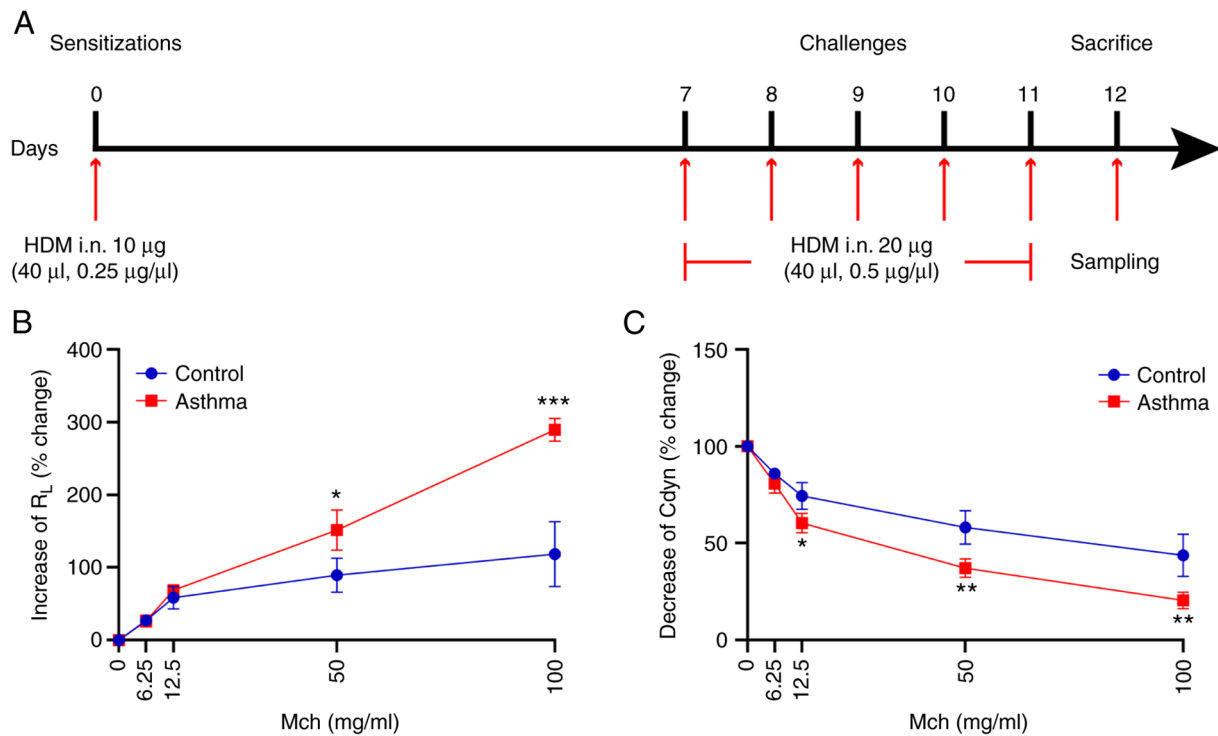 A
Sensitizations Challenges Sacrifice
0 7 8 9 10 11 12
Days
HDM i.n. 10 μg
(40 μl, 0.25 μg/μl)
HDM i.n. 20 μg
(40 μl, 0.5 μg/μl)
Sampling
B
Increase of RL (% change)
400
300
200
100
0
Control
Asthma
*
***
0 6.25 12.5 50 100
Mch (mg/ml)
C
Decrease of Cdyn (% change)
150
100
50
0
Control
Asthma
*
**
**
0 6.25 12.5 50 100
Mch (mg/ml)